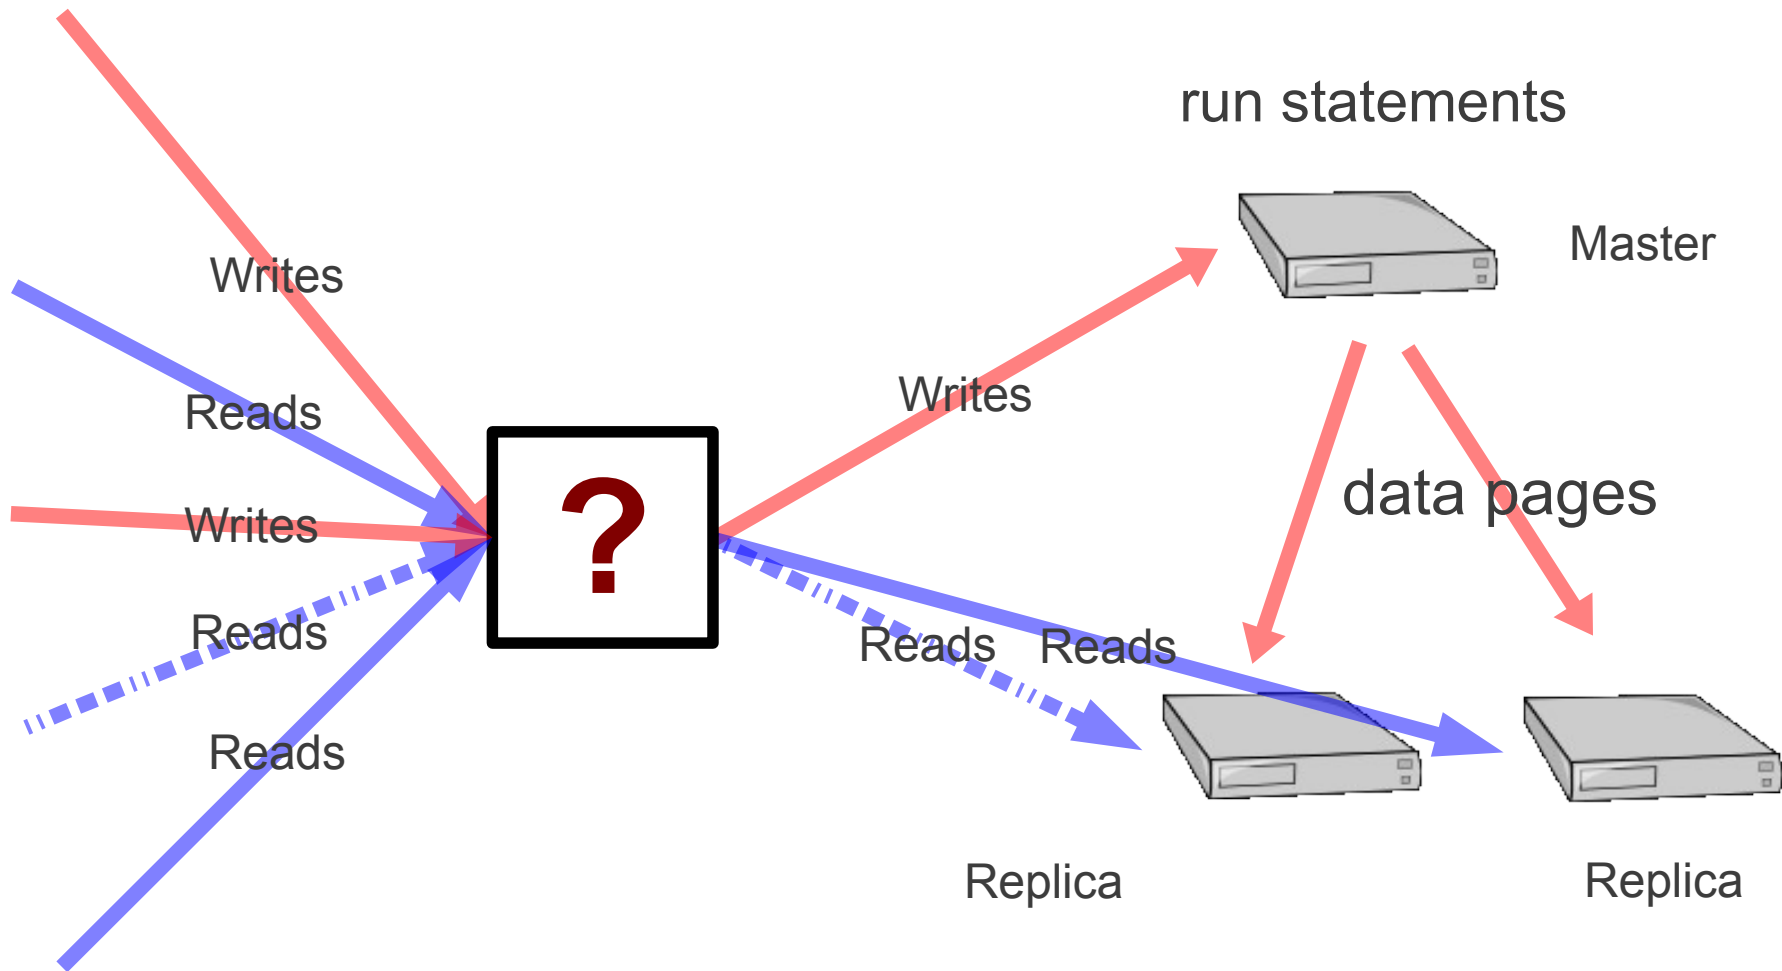 run statements
Master
Writes
Reads
Writes
Writes
?
data pages
Reads
Reads
Reads
Reads
Replica
Replica